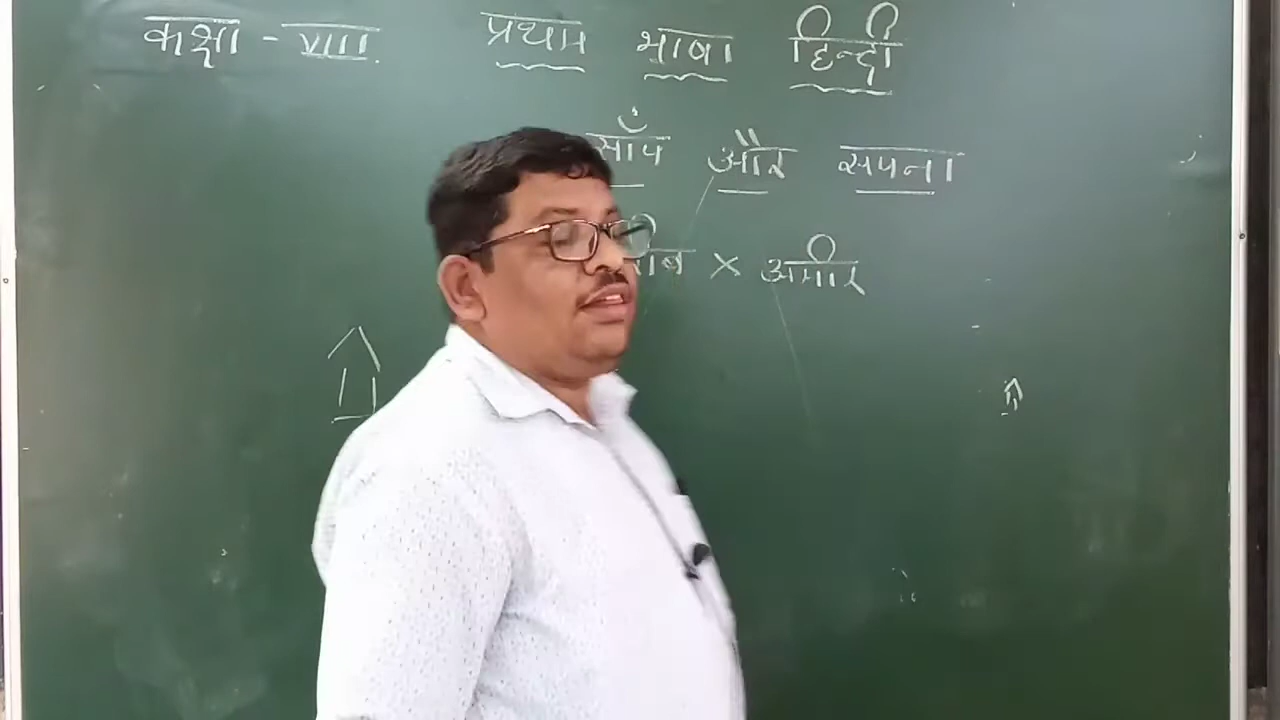 कक्षा - VIII. प्रथम भाषा हिन्दी
साँप और सपना
× अमीर